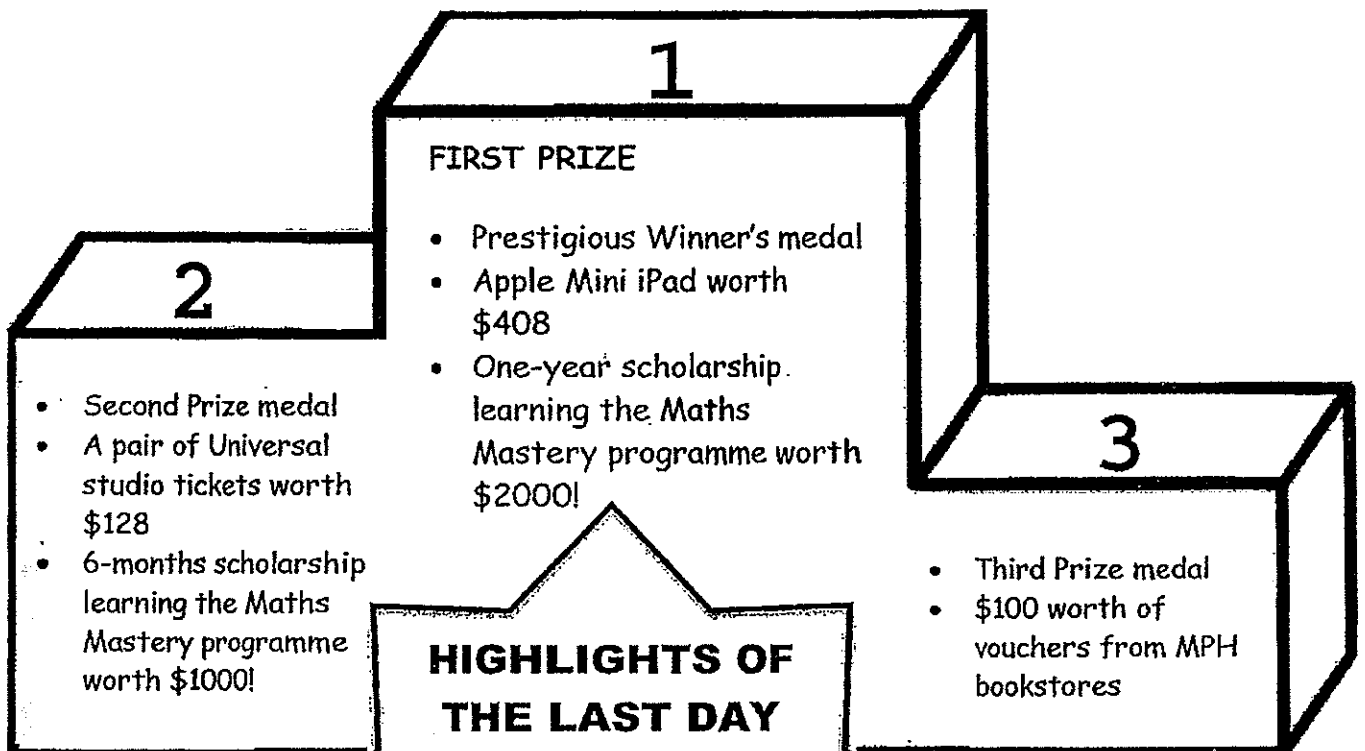 1
FIRST PRIZE
• Prestigious Winner's medal
• Apple Mini iPad worth
$408
• One-year scholarship
learning the Maths
Mastery programme worth
$2000!
2
• Second Prize medal
• A pair of Universal
studio tickets worth
$128
• 6-months scholarship
learning the Maths
Mastery programme
worth $1000!
3
• Third Prize medal
• $100 worth of
vouchers from MPH
bookstores
HIGHLIGHTS OF
THE LAST DAY